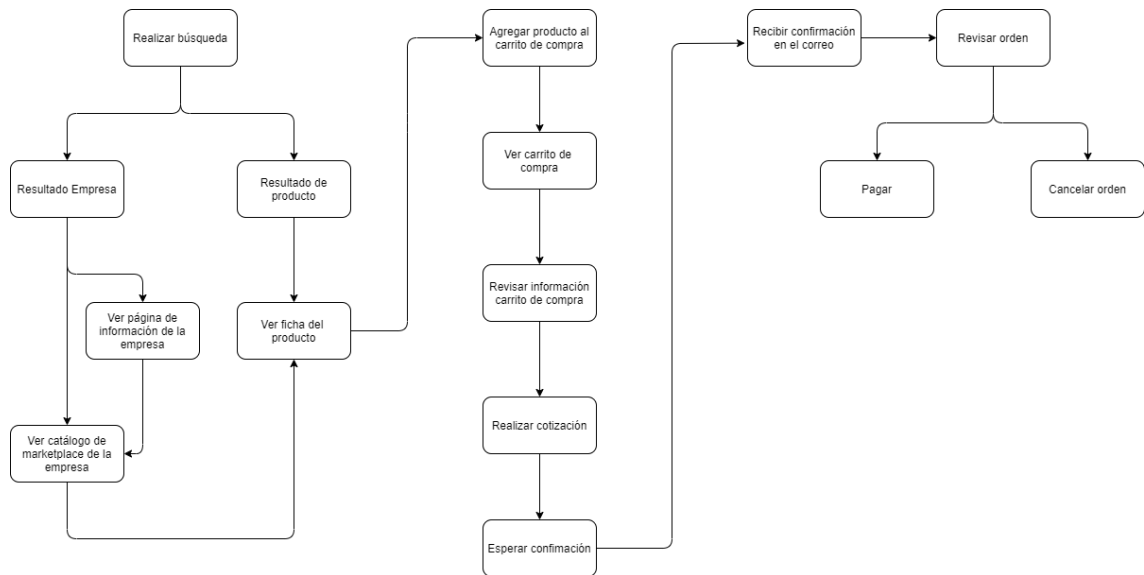 Realizar búsqueda
Resultado Empresa
Resultado de
producto
Ver página de
información de la
empresa
Ver ficha del
producto
Ver catálogo de
marketplace de la
empresa
Agregar producto al
carrito de compra
Ver carrito de
compra
Revisar información
carrito de compra
Realizar cotización
Esperar confimación
Recibir confirmación
en el correo
Revisar orden
Pagar
Cancelar orden